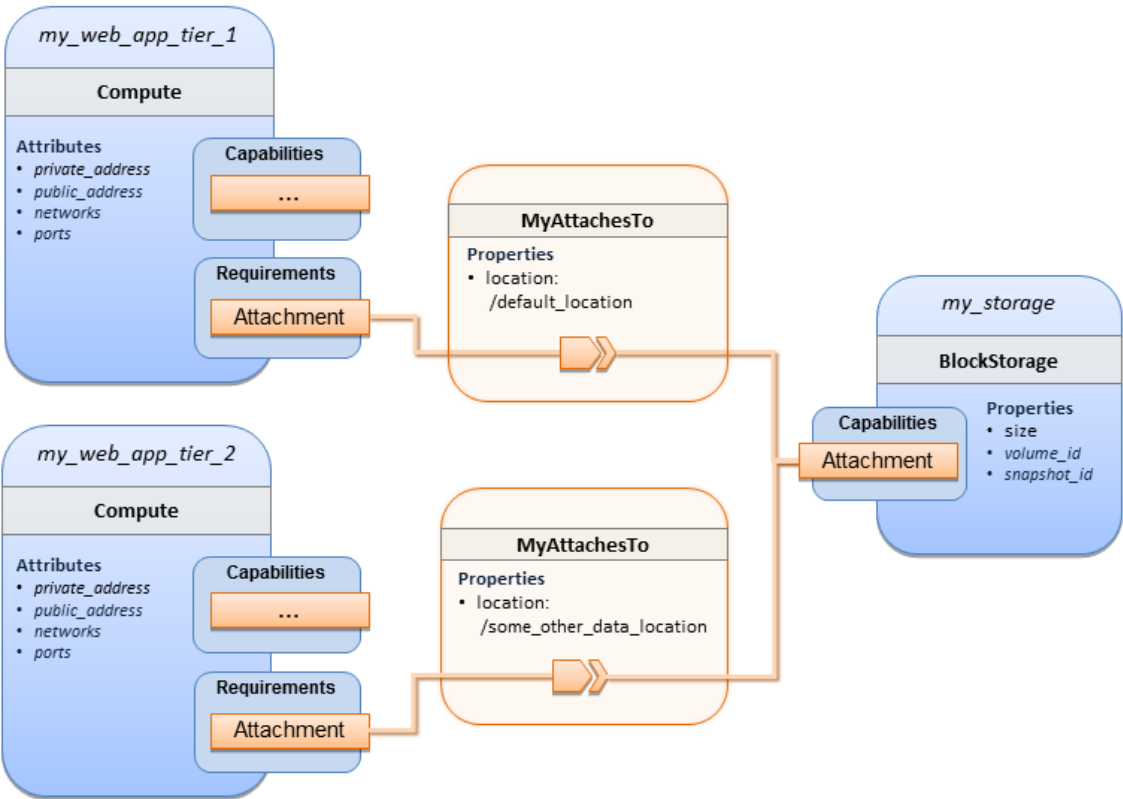 my_web_app_tier_1
Compute
Attributes
• private_address
• public_address
• networks
• ports
Capabilities
...
Requirements
Attachment
MyAttachesTo
Properties
• location:
/default_location
my_storage
BlockStorage
Capabilities
Attachment
Properties
• size
• volume_id
• snapshot_id
my_web_app_tier_2
Compute
Attributes
• private_address
• public_address
• networks
• ports
Capabilities
...
Requirements
Attachment
MyAttachesTo
Properties
• location:
/some_other_data_location